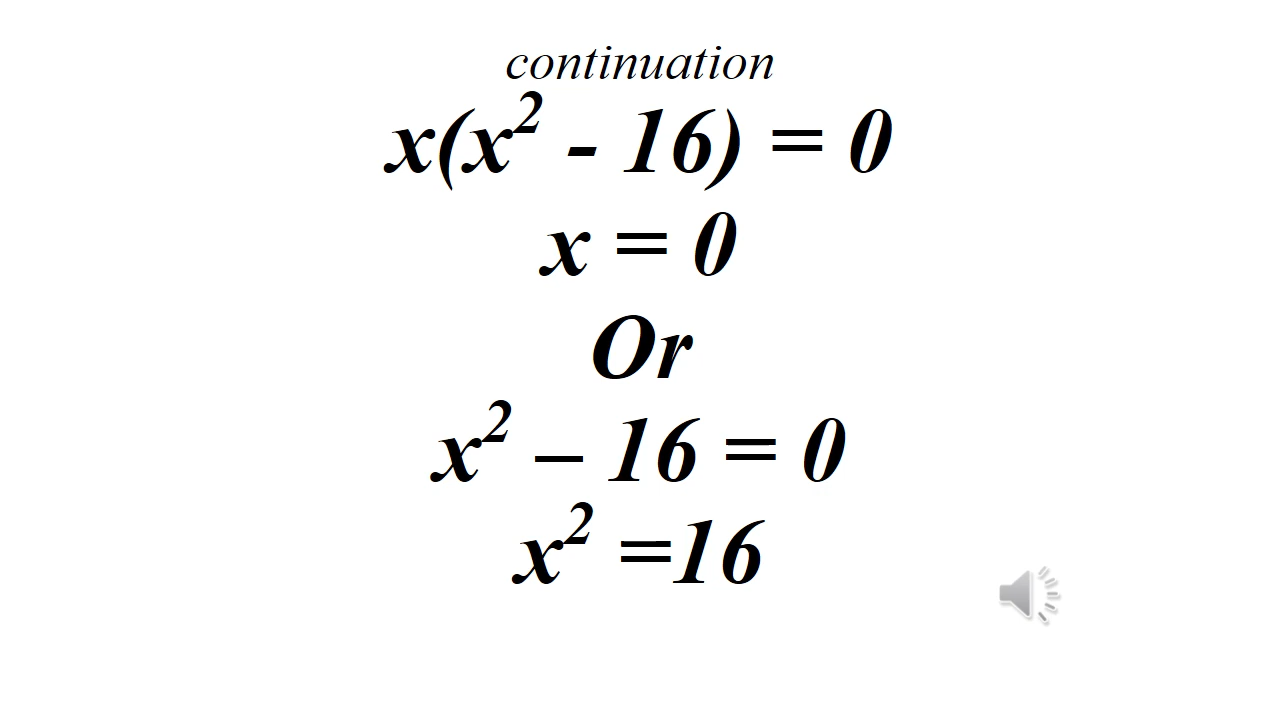 continuation
x(x² - 16) = 0
x = 0
Or
x² – 16 = 0
x² =16